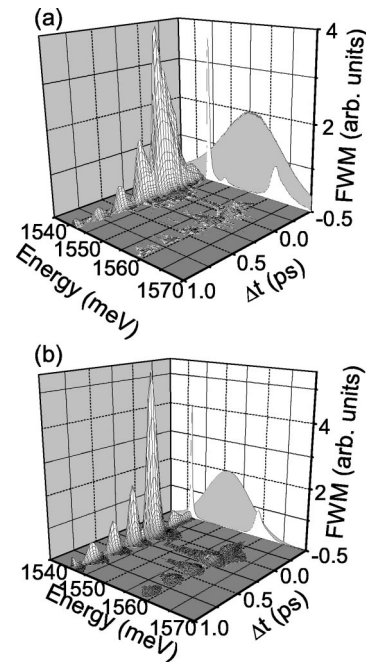 (a)
4
2
-0.5
FWM (arb. units)
0.0
0.5
1.0
Δt (ps)
1540
1550
1560
1570
Energy (meV)
(b)
4
2
-0.5
FWM (arb. units)
0.0
0.5
1.0
Δt (ps)
1540
1550
1560
1570
Energy (meV)